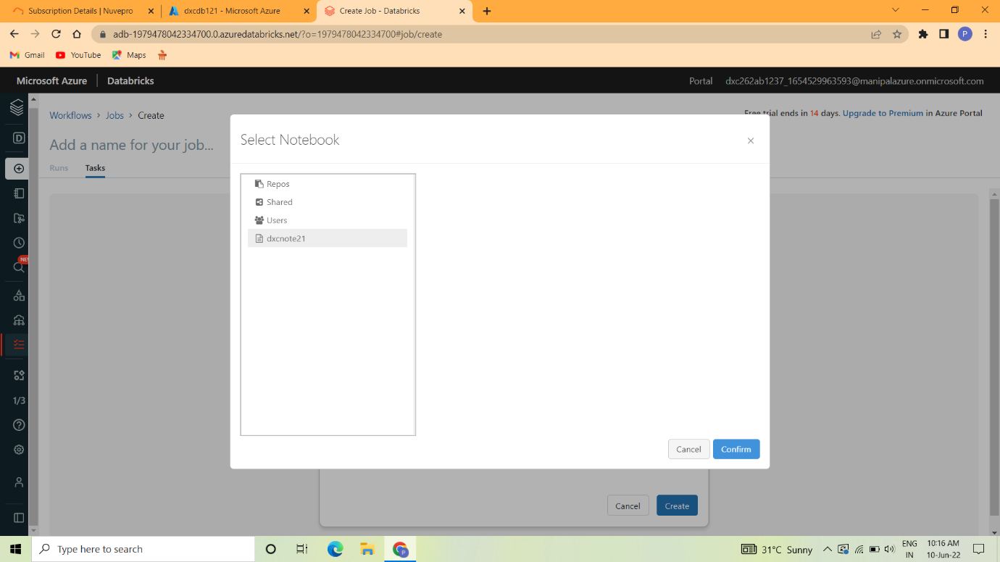 Subscription Details | Nuvepro
dxcdb121 - Microsoft Azure
Create Job - Databricks
adb-1979478042334700.0.azuredatabricks.net/?o=1979478042334700#job/create
P
Gmail
YouTube
Maps
Microsoft Azure
Databricks
Portal
dxc262ab1237_1654529963593@manipalazure.onmicrosoft.com
Workflows > Jobs > Create
Free trial ends in 14 days. Upgrade to Premium in Azure Portal
Add a name for your job...
Runs
Tasks
D
NEW
1/3
Select Notebook
Repos
Shared
Users
dxcnote21
Cancel
Confirm
Cancel
Create
Type here to search
31°C Sunny
ENG
IN
10:16 AM
10-Jun-22